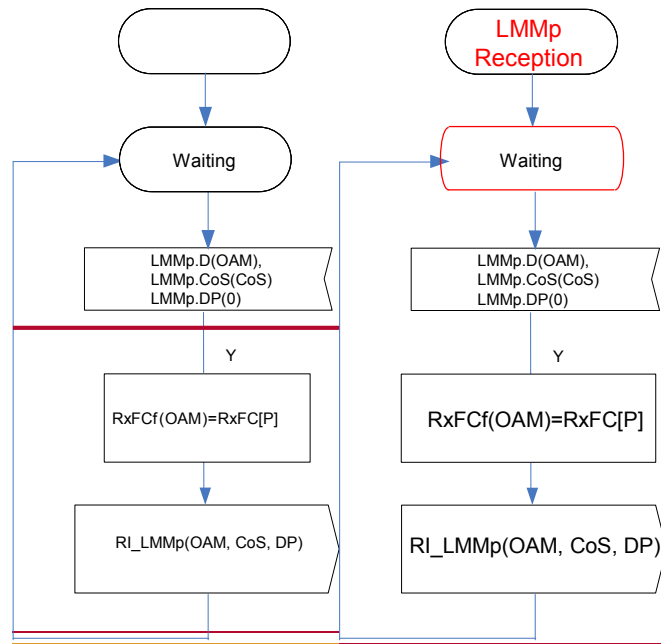 Waiting
LMMp.D(OAM),
LMMp.CoS(CoS)
LMMp.DP(0)
Y
RxFCf(OAM)=RxFC[P]
RI_LMMp(OAM, CoS, DP)
LMMp
Reception
Waiting
LMMp.D(OAM),
LMMp.CoS(CoS)
LMMp.DP(0)
Y
RxFCf(OAM)=RxFC[P]
RI_LMMp(OAM, CoS, DP)